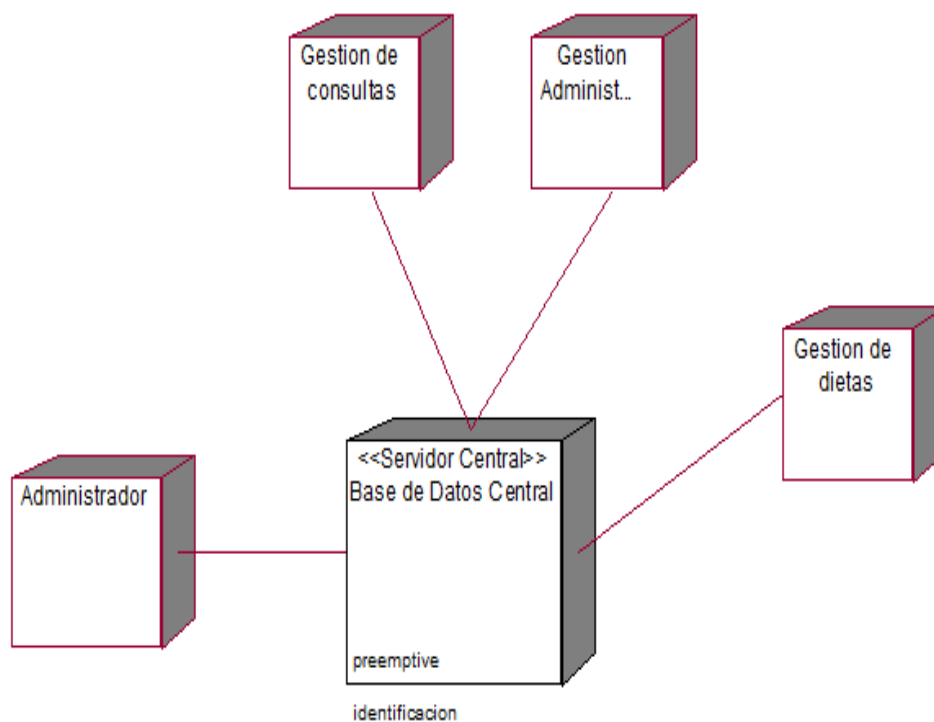 Gestion de
consultas
Gestion
Administ...
Gestion de
dietas
<<Servidor Central>>
Base de Datos Central
Administrador
preemptive
identificacion